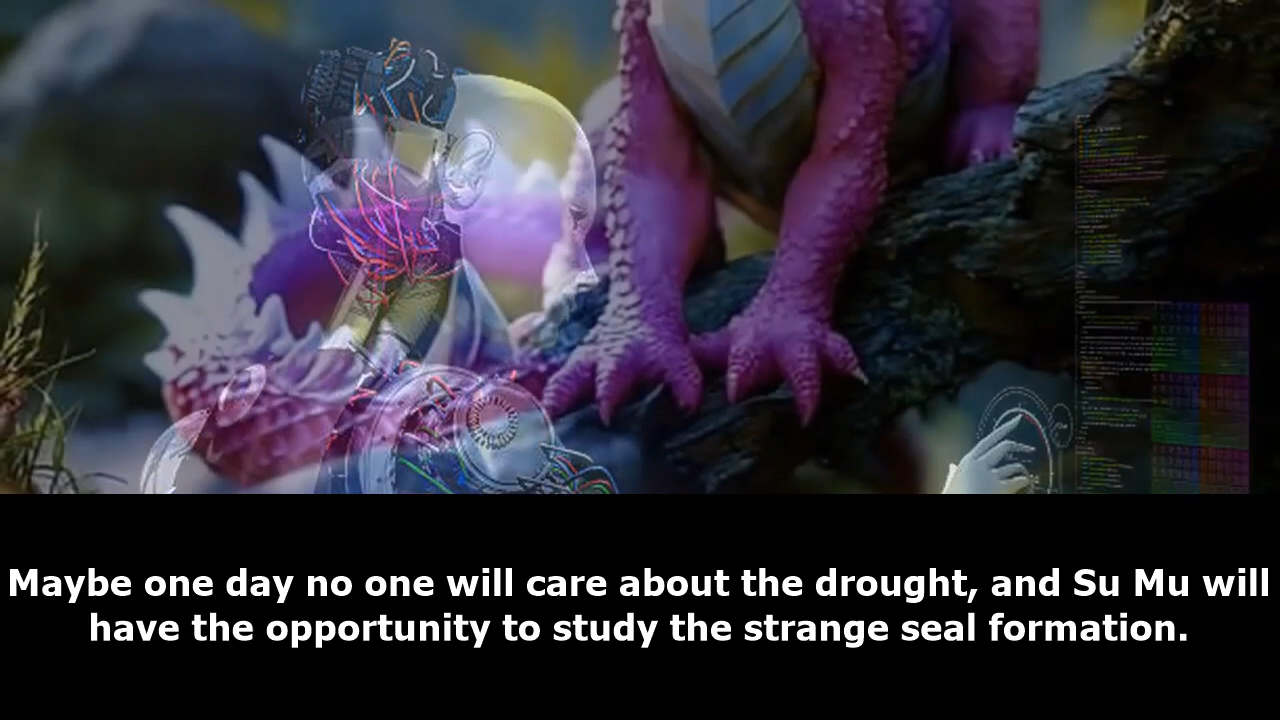 Maybe one day no one will care about the drought, and Su Mu will
have the opportunity to study the strange seal formation.